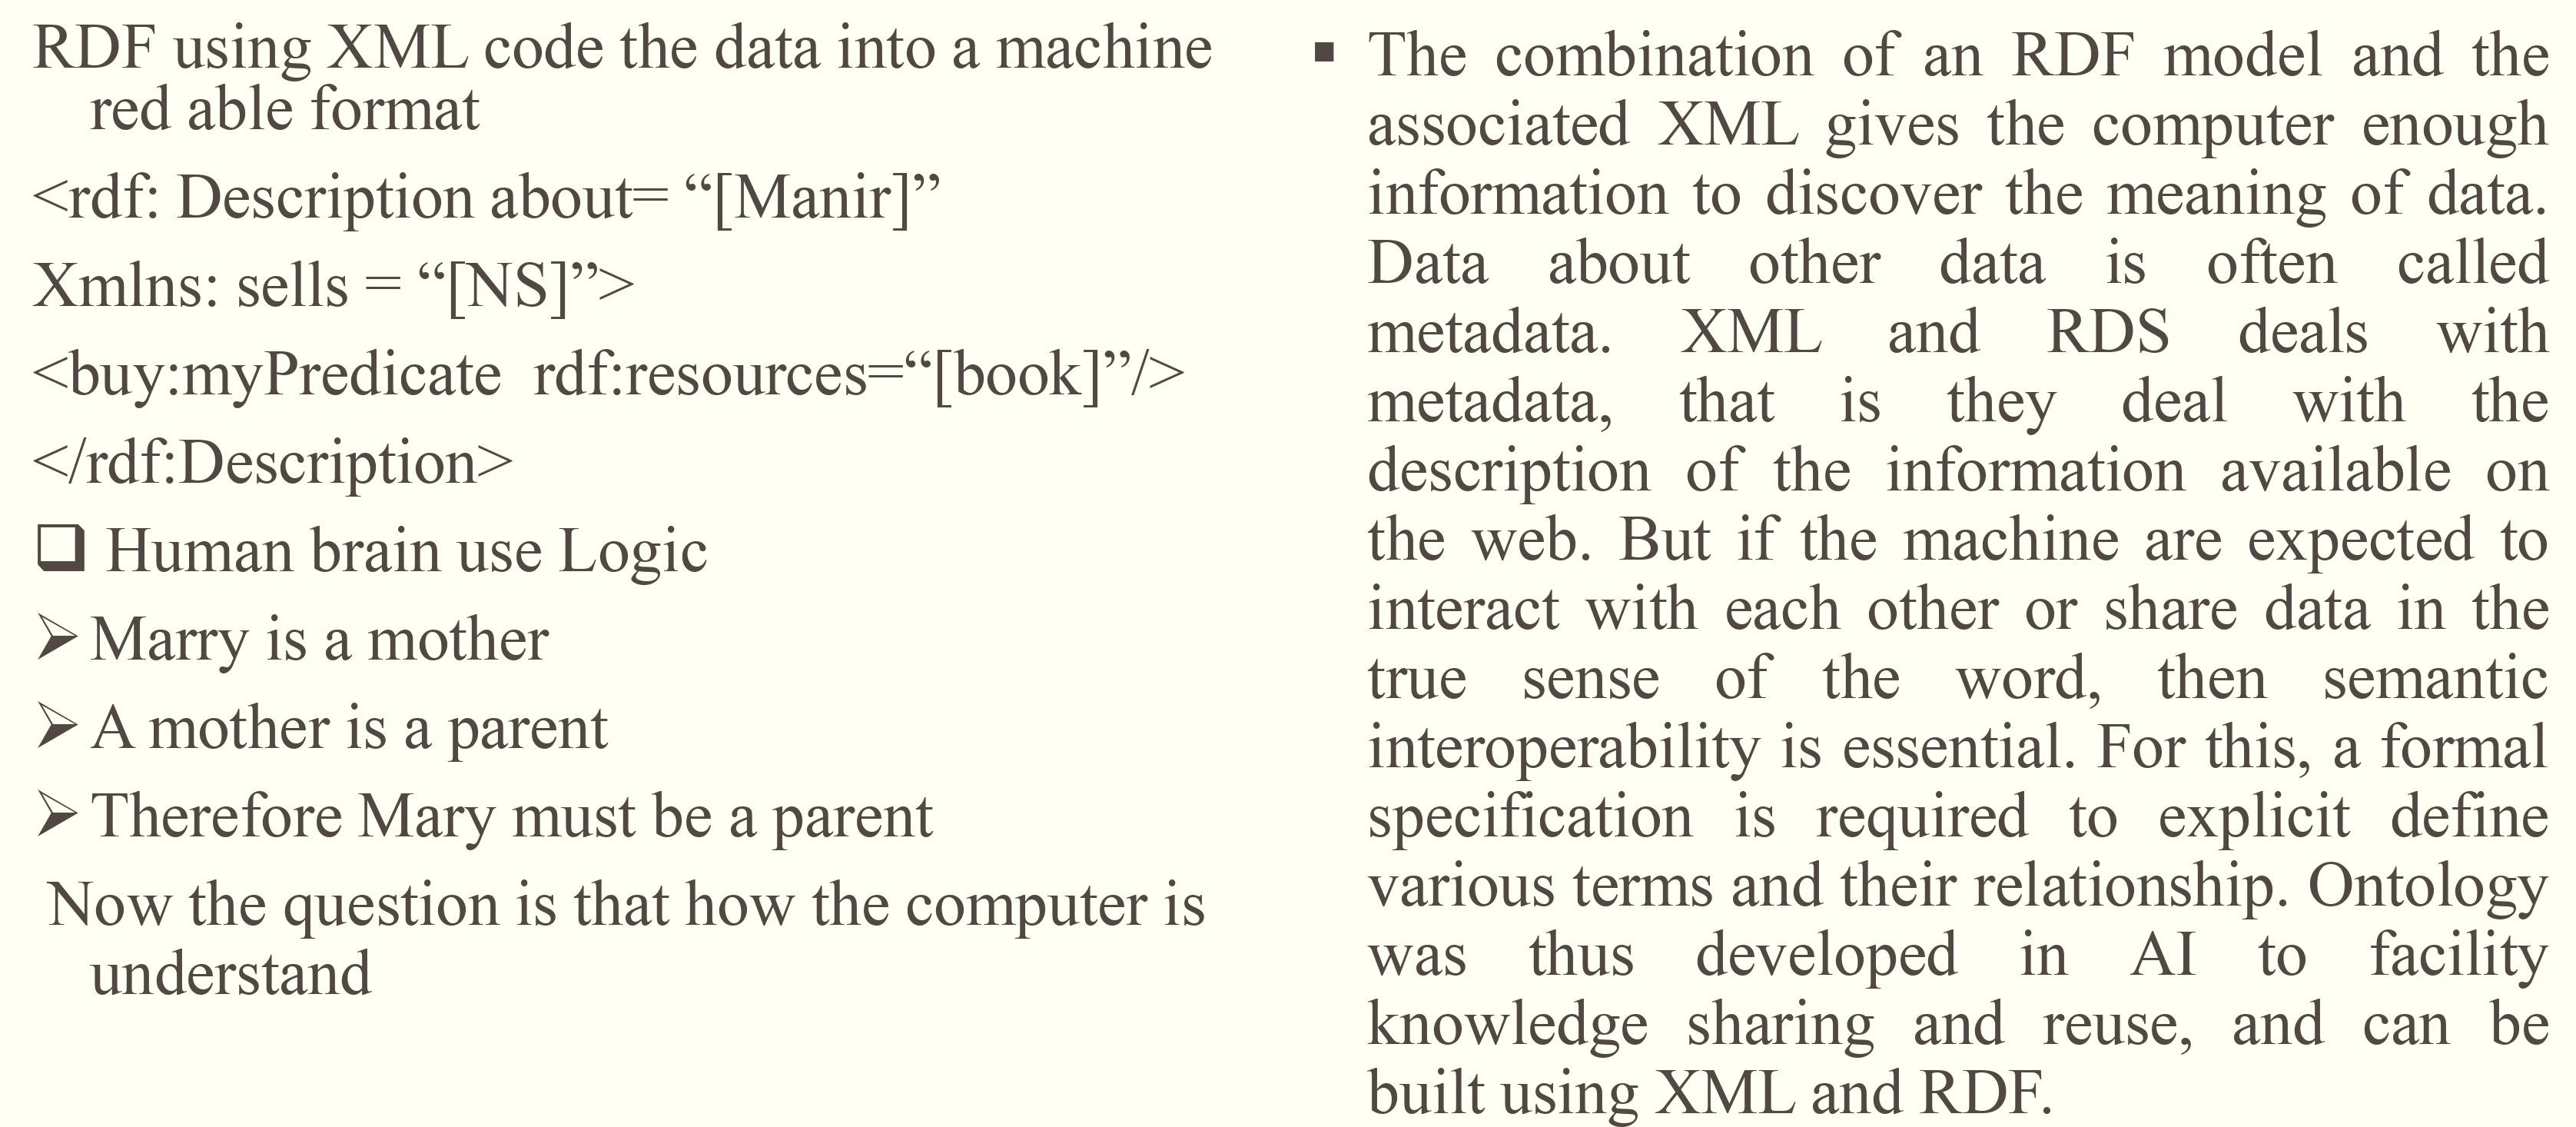 RDF using XML code the data into a machine
red able format
<rdf: Description about= “[Manir]”
Xmlns: sells = “[NS]”>
<buy:myPredicate  rdf:resources=“[book]”/>
</rdf:Description>
❑ Human brain use Logic
➢ Marry is a mother
➢ A mother is a parent
➢ Therefore Mary must be a parent
Now the question is that how the computer is
understand
▪ The combination of an RDF model and the
associated XML gives the computer enough
information to discover the meaning of data.
Data about other data is often called
metadata. XML and RDS deals with
metadata, that is they deal with the
description of the information available on
the web. But if the machine are expected to
interact with each other or share data in the
true sense of the word, then semantic
interoperability is essential. For this, a formal
specification is required to explicit define
various terms and their relationship. Ontology
was thus developed in AI to facility
knowledge sharing and reuse, and can be
built using XML and RDF.